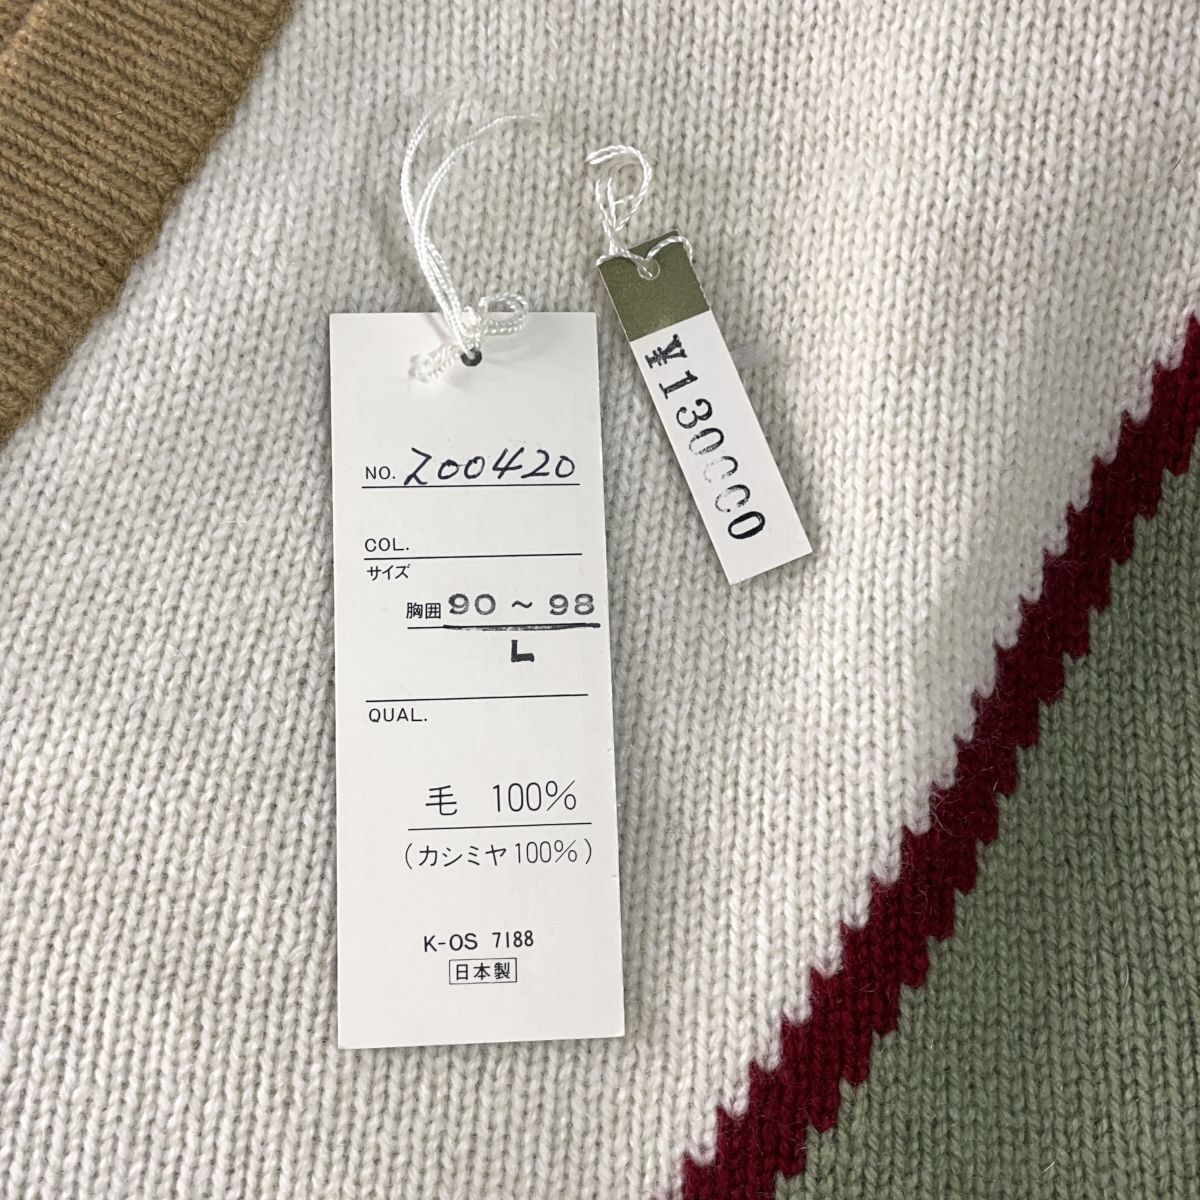 NO. 200420
COL.
サイズ
胸囲 90 ~ 98
L
QUAL.
毛 100%
(カシミヤ100%)
K-OS 7188
日本製
¥130000